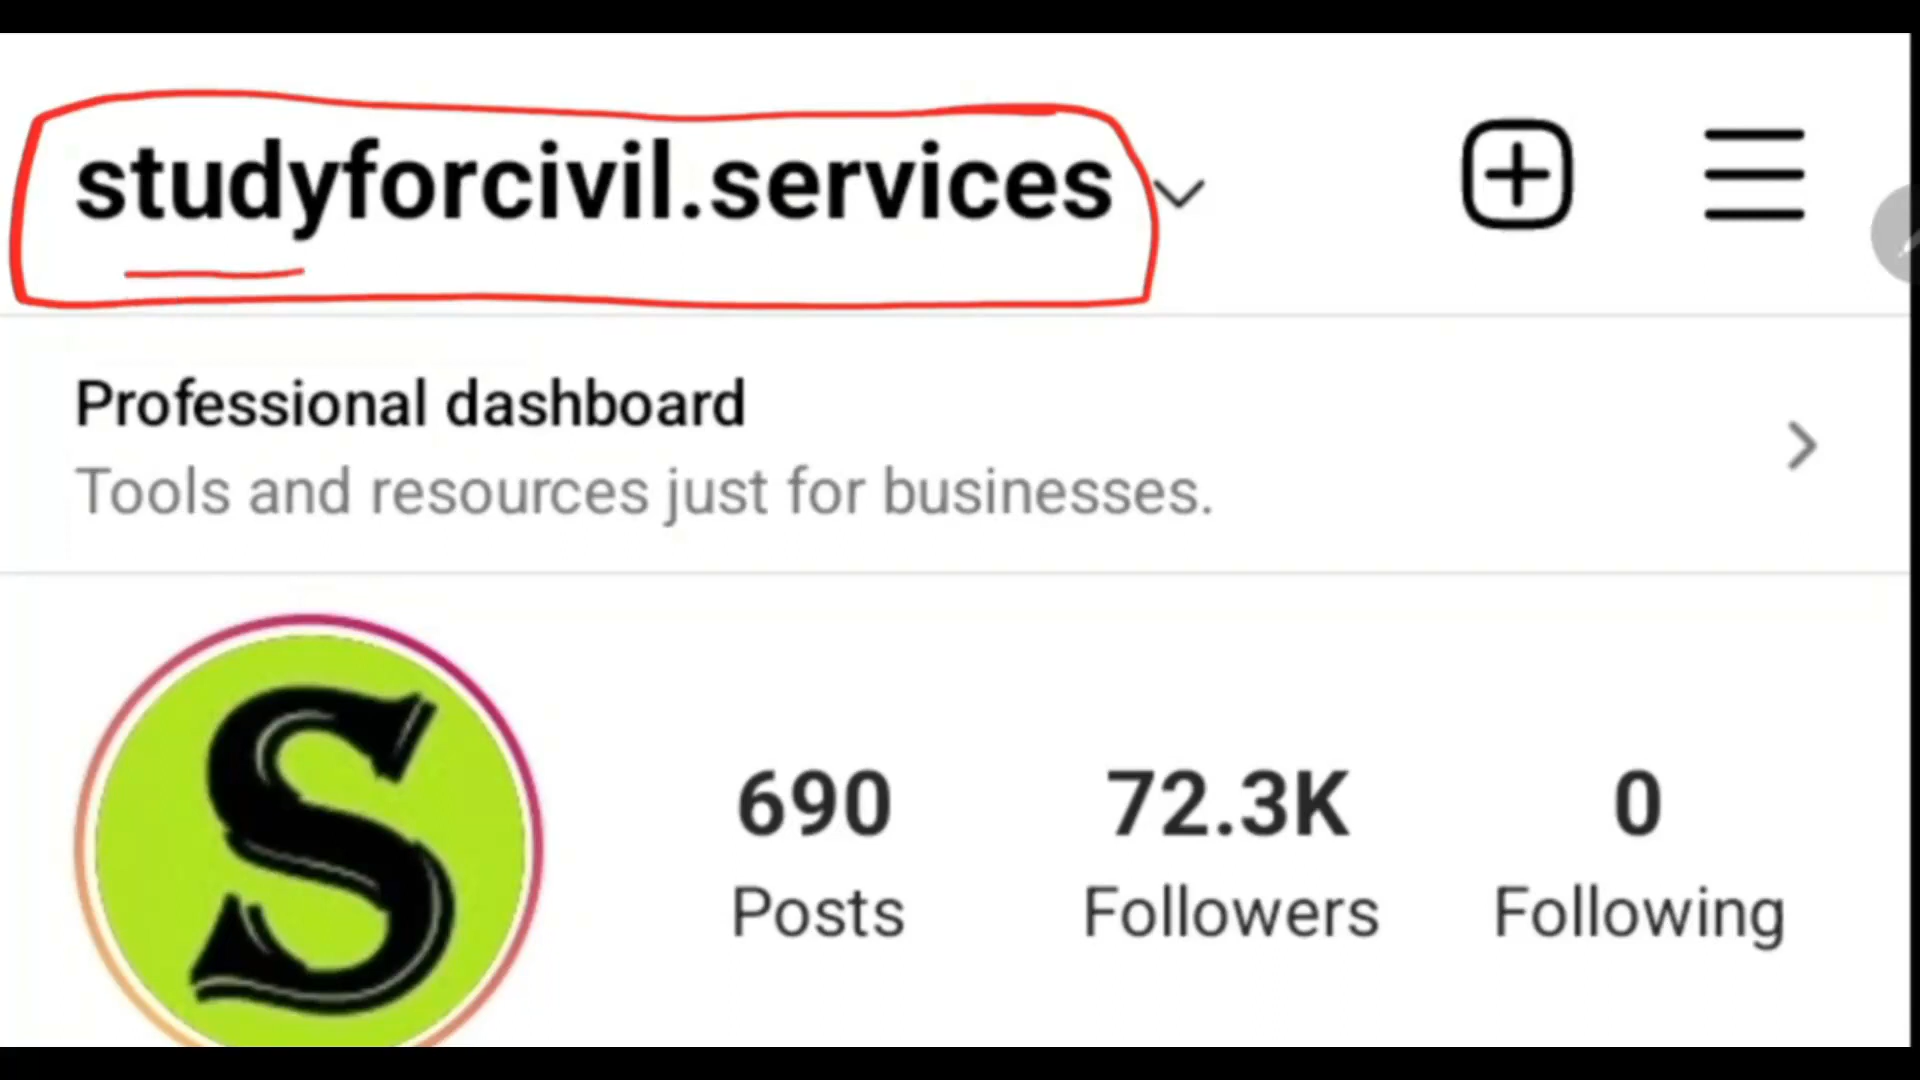 studyforcivil.services
Professional dashboard
Tools and resources just for businesses.
S
690 72.3K 0
Posts Followers Following